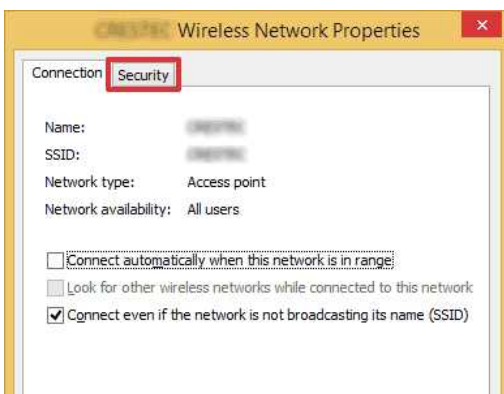 Wireless Network Properties
Connection Security
Name:
SSID:
Network type: Access point
Network availability: All users
Connect automatically when this network is in range
Look for other wireless networks while connected to this network
Connect even if the network is not broadcasting its name (SSID)